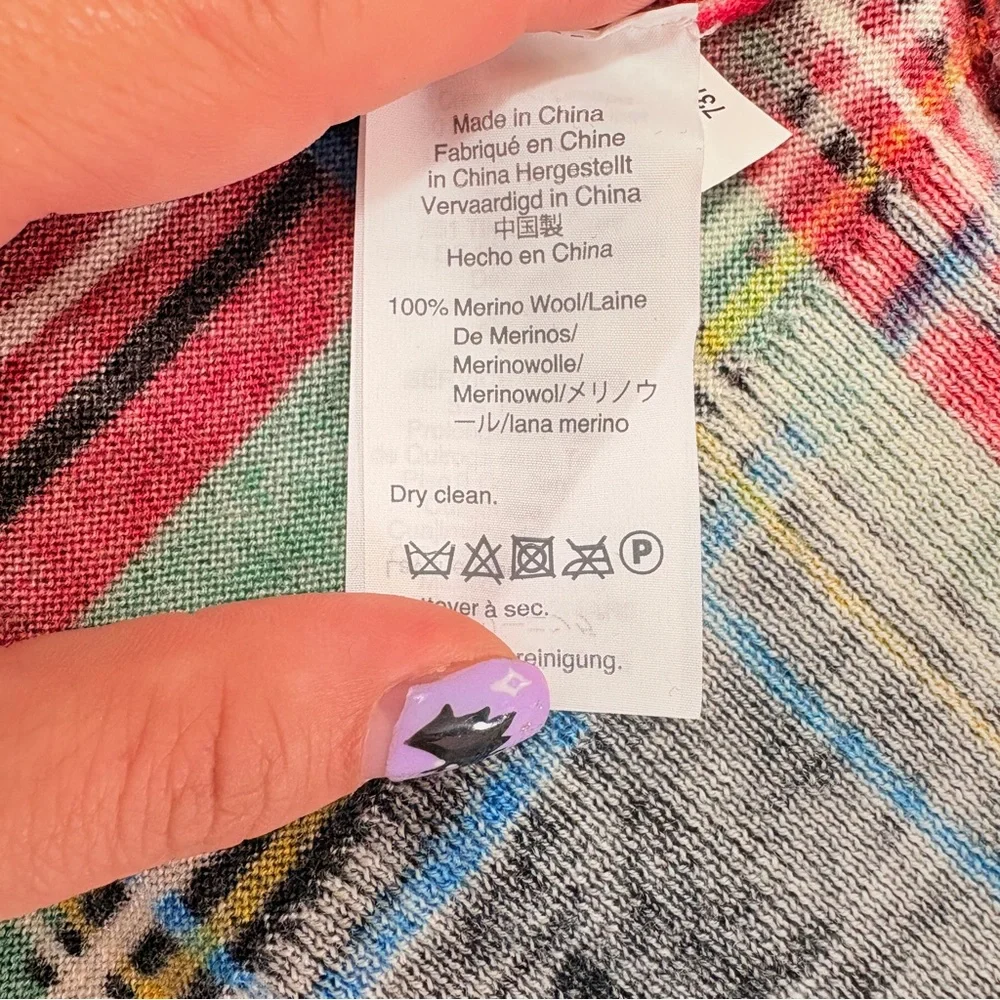 Made in China
Fabriqué en Chine
in China Hergestellt
Vervaardigd in China
中国製
Hecho en China
100% Merino Wool/Laine
De Merinos/
Merinowolle/
Merinowol/メリノウ
ール/lana merino
Dry clean.
P
à sec.